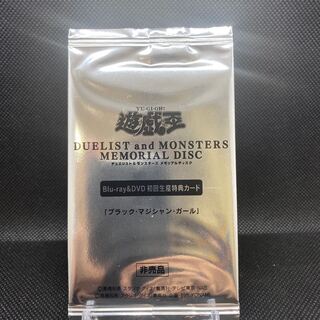 YU-GI-OH!
遊戯王
DUELIST and MONSTERS
MEMORIAL DISC
デュエリスト&モンスターズ メモリアルディスク
Blu-ray&DVD 初回生産特典カード
「ブラック・マジシャン・ガール」
非売品